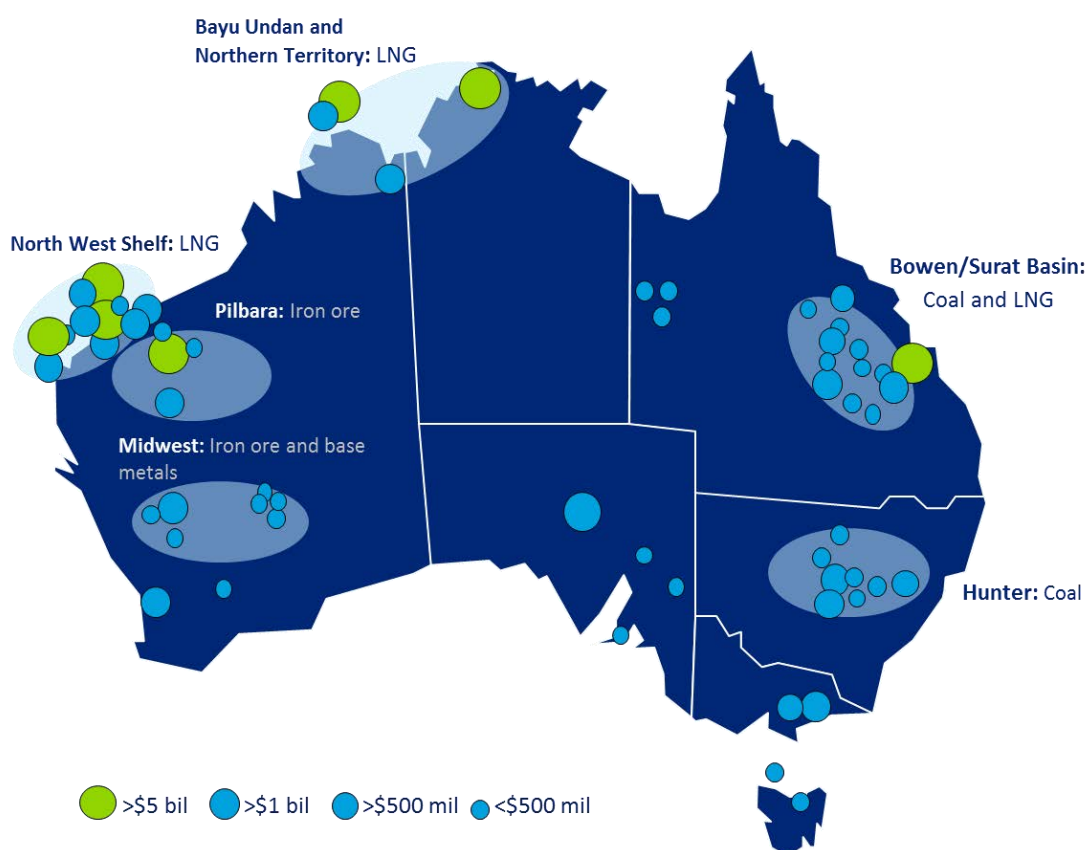 Bayu Undan and
Northern Territory: LNG
North West Shelf: LNG
Pilbara: Iron ore
Bowen/Surat Basin:
Coal and LNG
Midwest: Iron ore and base
metals
Hunter: Coal
>$5 bil >$1 bil >$500 mil <$500 mil